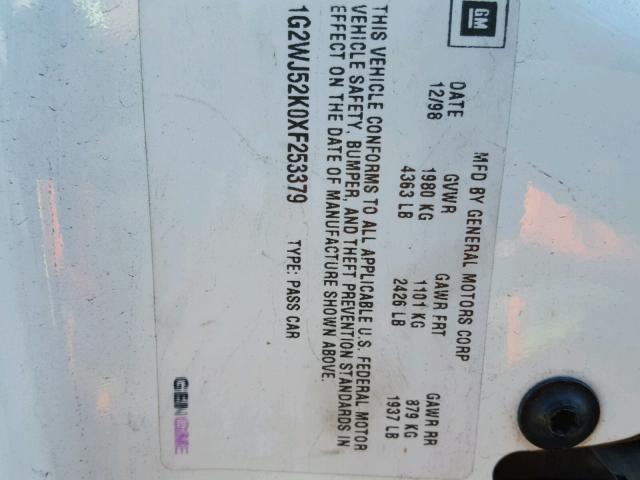 GM
MFD BY GENERAL MOTORS CORP
DATE GVWR GAWR FRT GAWR RR
12/98 1980 KG 1101 KG 879 KG
4363 LB 2426 LB 1937 LB
THIS VEHICLE CONFORMS TO ALL APPLICABLE U.S. FEDERAL MOTOR
VEHICLE SAFETY, BUMPER, AND THEFT PREVENTION STANDARDS IN
EFFECT ON THE DATE OF MANUFACTURE SHOWN ABOVE.
1G2WJ52K0XF253379 TYPE: PASS CAR